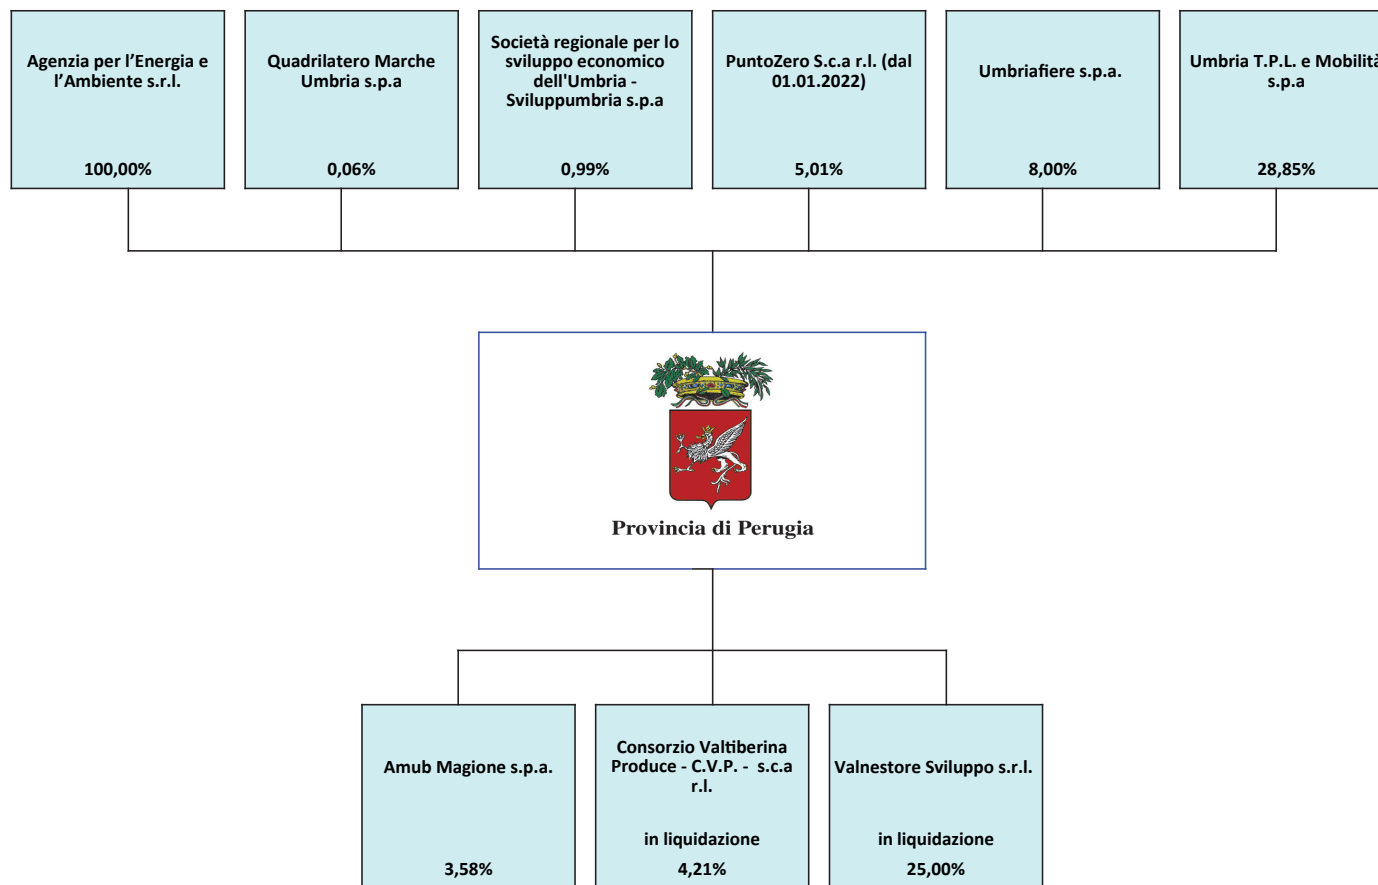 Agenzia per l'Energia e
l'Ambiente s.r.l.
100,00%
Quadrilatero Marche
Umbria s.p.a
0,06%
Società regionale per lo
sviluppo economico
dell'Umbria -
Sviluppumbria s.p.a
0,99%
PuntoZero S.c.a r.l. (dal
01.01.2022)
5,01%
Umbriafiere s.p.a.
8,00%
Umbria T.P.L. e Mobilità
s.p.a
28,85%
Provincia di Perugia
Amub Magione s.p.a.
3,58%
Consorzio Valtiberina
Produce - C.V.P. - s.c.a
r.l.
in liquidazione
4,21%
Valnestore Sviluppo s.r.l.
in liquidazione
25,00%